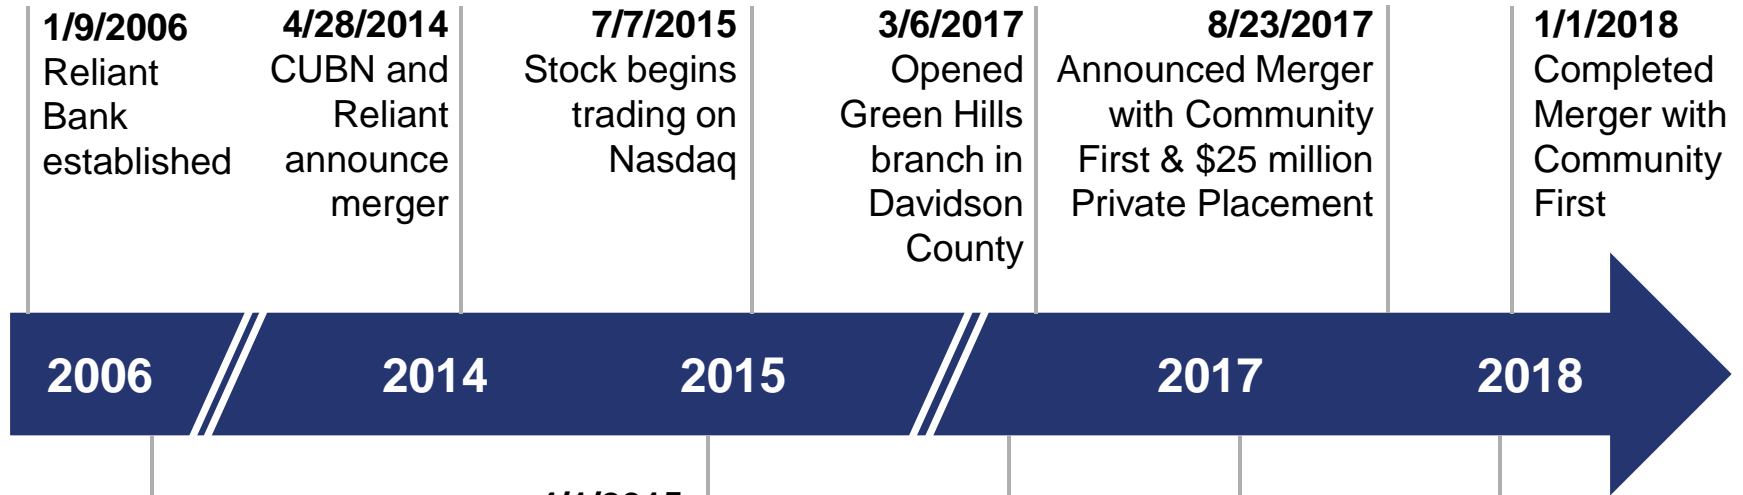 1/9/2006
Reliant
Bank
established
4/28/2014
CUBN and
Reliant
announce
merger
7/7/2015
Stock begins
trading on
Nasdaq
3/6/2017
Opened
Green Hills
branch in
Davidson
County
8/23/2017
Announced Merger
with Community
First & $25 million
Private Placement
1/1/2018
Completed
Merger with
Community
First
2006
2014
2015
2017
2018